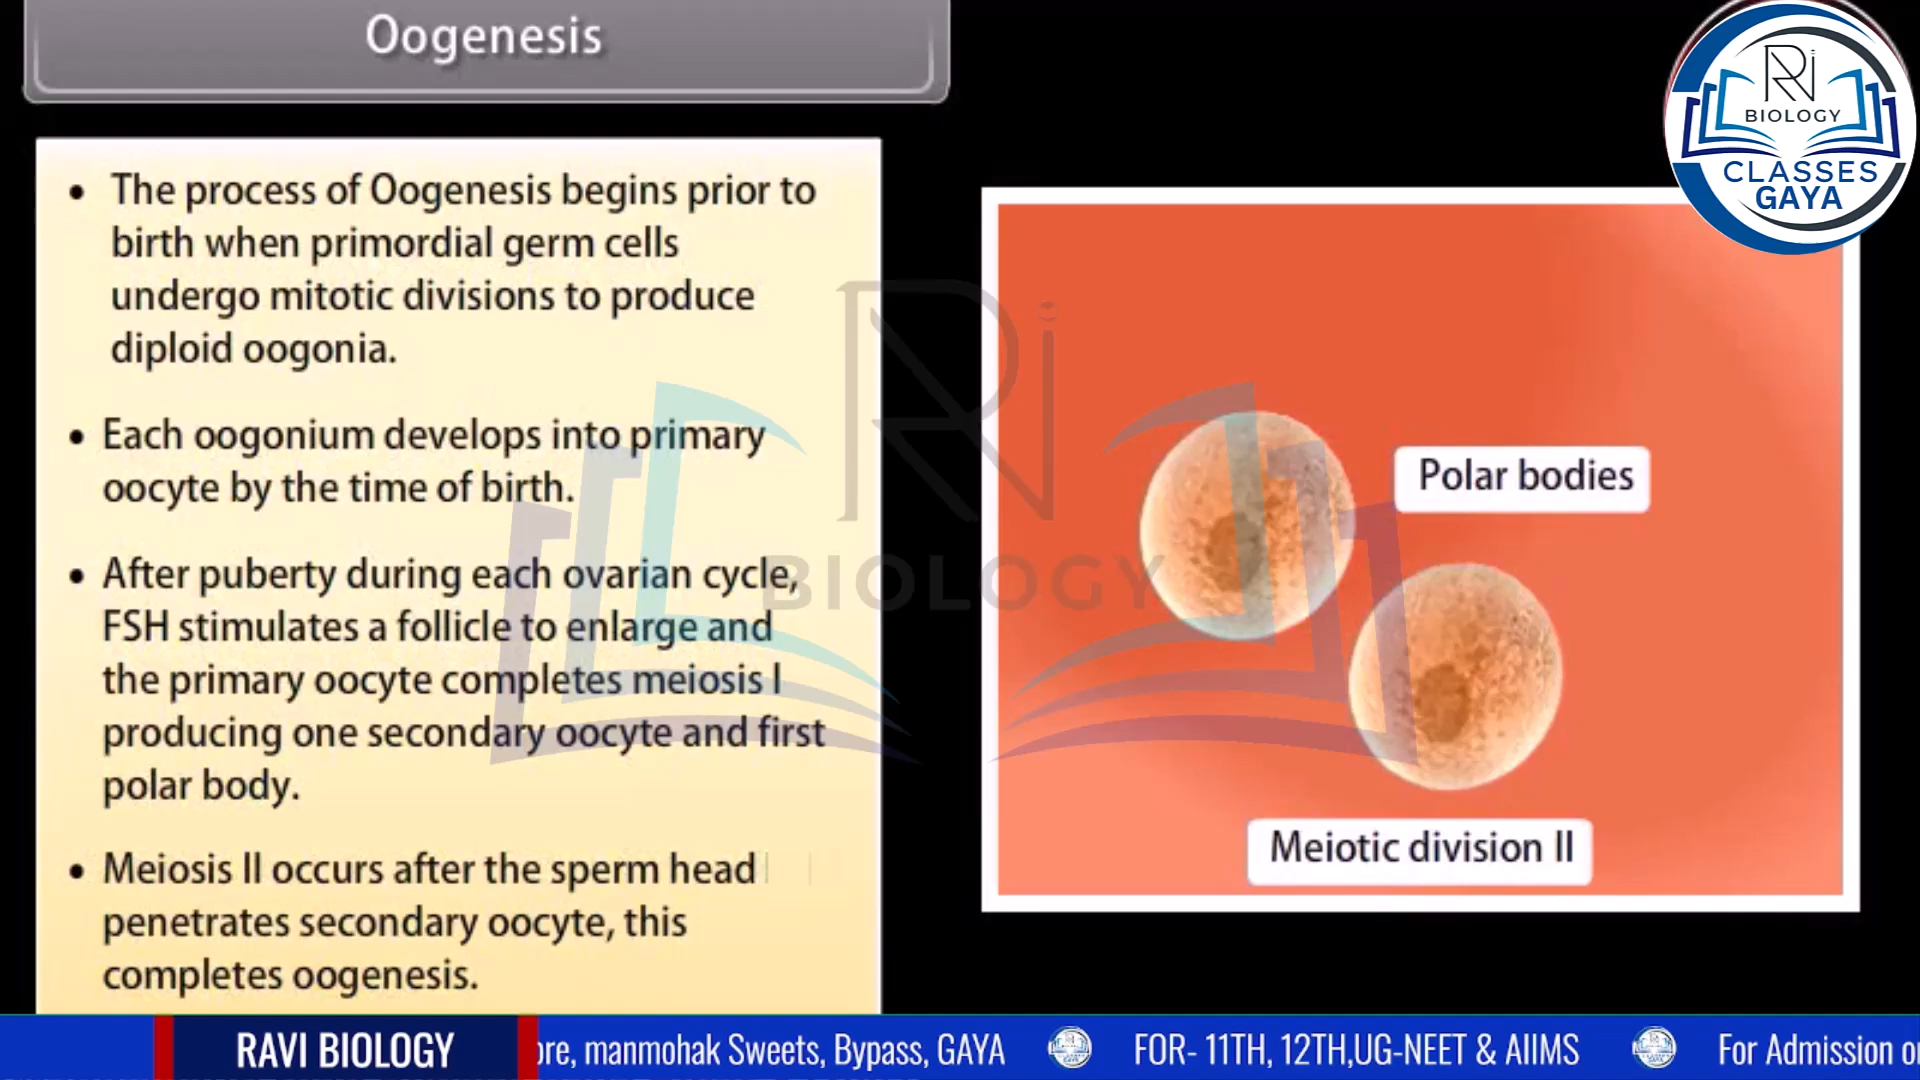 Oogenesis
• The process of Oogenesis begins prior to
birth when primordial germ cells
undergo mitotic divisions to produce
diploid oogonia.
• Each oogonium develops into primary
oocyte by the time of birth.
• After puberty during each ovarian cycle,
FSH stimulates a follicle to enlarge and
the primary oocyte completes meiosis I
producing one secondary oocyte and first
polar body.
• Meiosis II occurs after the sperm head
penetrates secondary oocyte, this
completes oogenesis.
Polar bodies
Meiotic division II
Ri
BIOLOGY
CLASSES
GAYA
Ri
BIOLOGY
RAVI BIOLOGY
manmohak Sweets, Bypass, GAYA
FOR- 11TH, 12TH,UG-NEET & AIIMS
For Admission